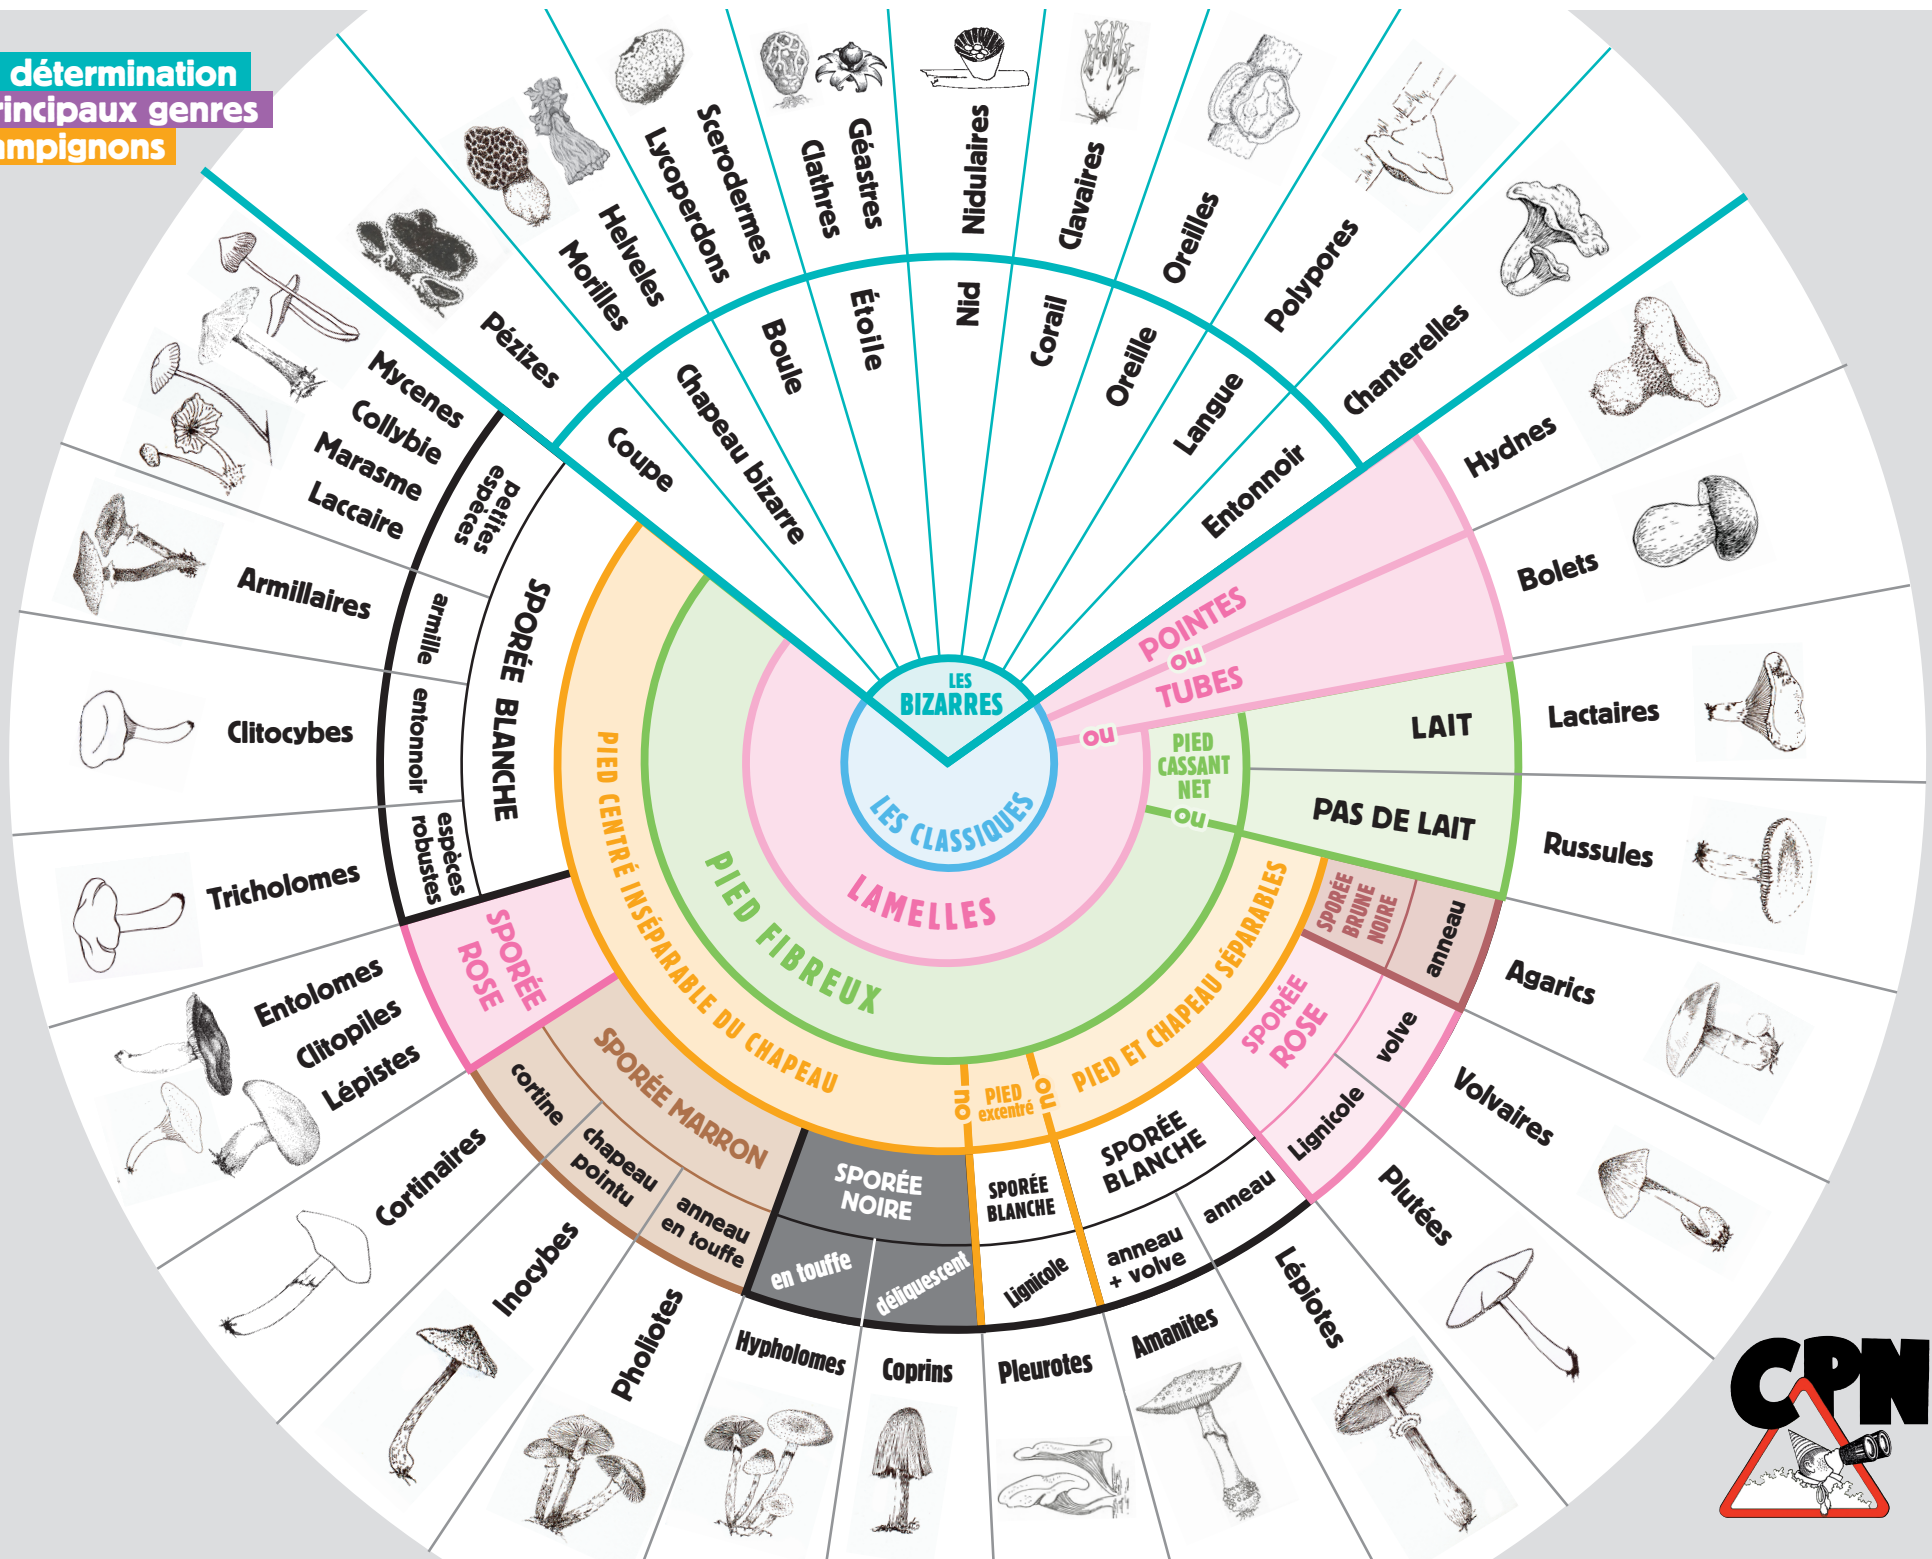 détermination
rincipaux genres
ampignons
LES
BIZARRES
Coupe
Pézizes
Chapeau bizarre
Morilles
Helveles
Boule
Lycoperdons
Scerodermes
Étoile
Clathres
Géastres
Nid
Nidulaires
Corail
Clavaires
Oreille
Oreilles
Langue
Polypores
Entonnoir
Chanterelles
LES CLASSIQUES
POINTES
Hydnes
ou
TUBES
Bolets
ou
LAMELLES
PIED
CASSANT
NET
LAIT
Lactaires
PAS DE LAIT
Russules
ou
PIED FIBREUX
PIED ET CHAPEAU SÉPARABLES
SPORÉE
BRUNE
NOIRE
anneau
Agarics
SPORÉE
ROSE
volve
Volvaires
Lignicole
Plutées
SPORÉE
BLANCHE
anneau
Lépiotes
anneau
+ volve
Amanites
ou
PIED
excentré
SPORÉE
BLANCHE
Lignicole
Pleurotes
ou
PIED CENTRÉ INSÉPARABLE DU CHAPEAU
SPORÉE
NOIRE
déliquescent
Coprins
en touffe
Hypholomes
SPORÉE MARRON
anneau
en touffe
Pholiotes
chapeau
pointu
Inocybes
cortine
Cortinaires
SPORÉE
ROSE
Entolomes
Clitopiles
Lépistes
SPORÉE BLANCHE
espèces
robustes
Tricholomes
entonnoir
Clitocybes
armille
Armillaires
petites
espèces
Mycenes
Collybie
Marasme
Laccaire
CPN